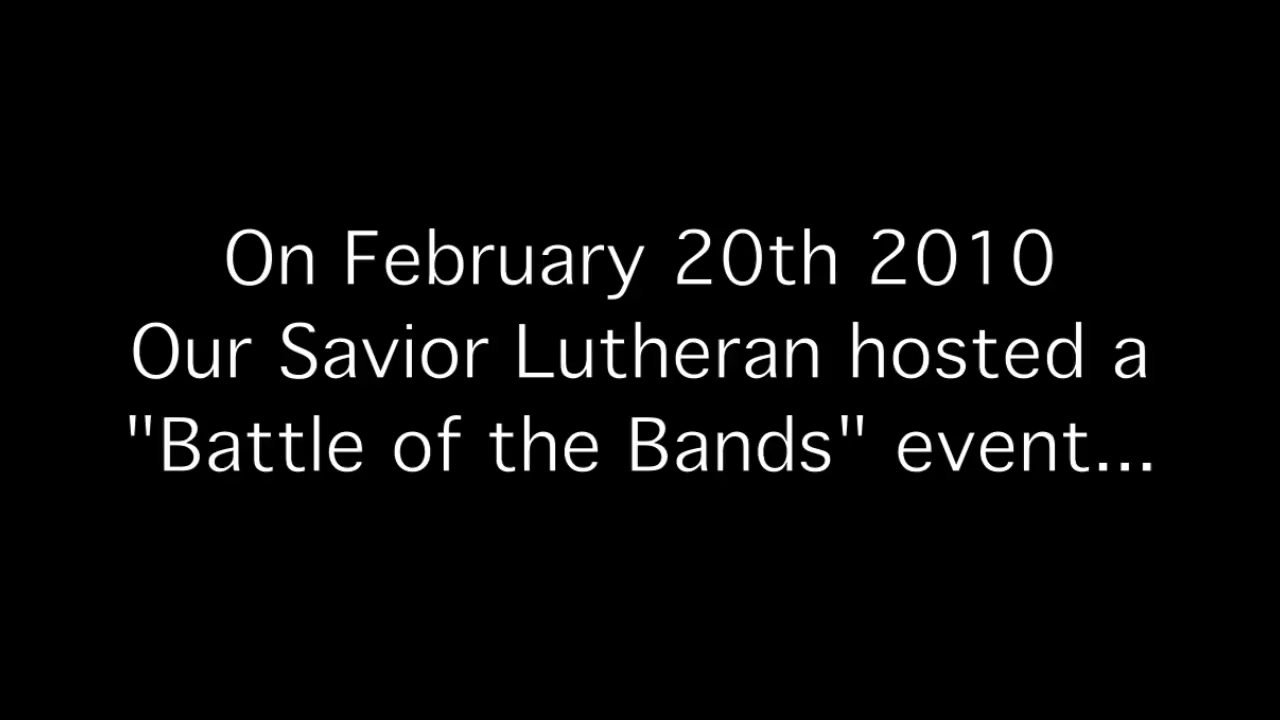 On February 20th 2010
Our Savior Lutheran hosted a
"Battle of the Bands" event...